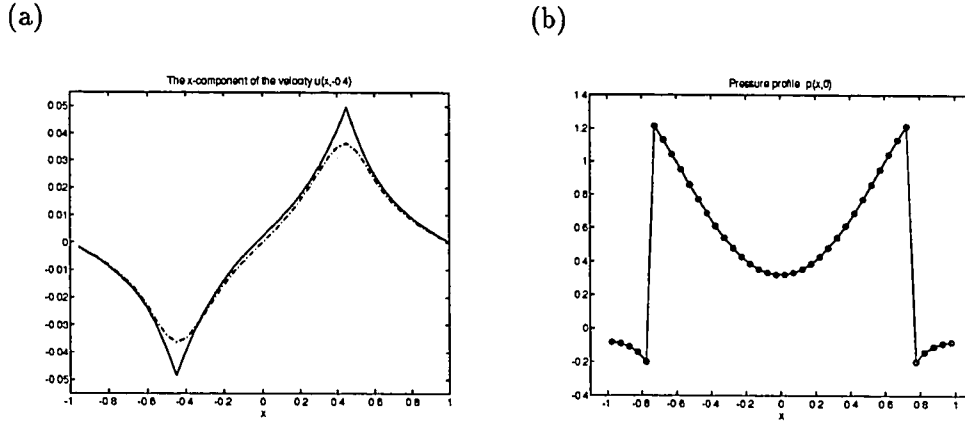 (a)
(b)
The x-component of the velocity u(x,-0.4)
0.05
0.04
0.03
0.02
0.01
0
-0.01
-0.02
-0.03
-0.04
-0.05
-1 -0.8 -0.6 -0.4 -0.2 0 0.2 0.4 0.6 0.8 1
x
Pressure profile p(x,0)
1.4
1.2
1
0.8
0.6
0.4
0.2
0
-0.2
-0.4
-1 -0.8 -0.6 -0.4 -0.2 0 0.2 0.4 0.6 0.8 1
x